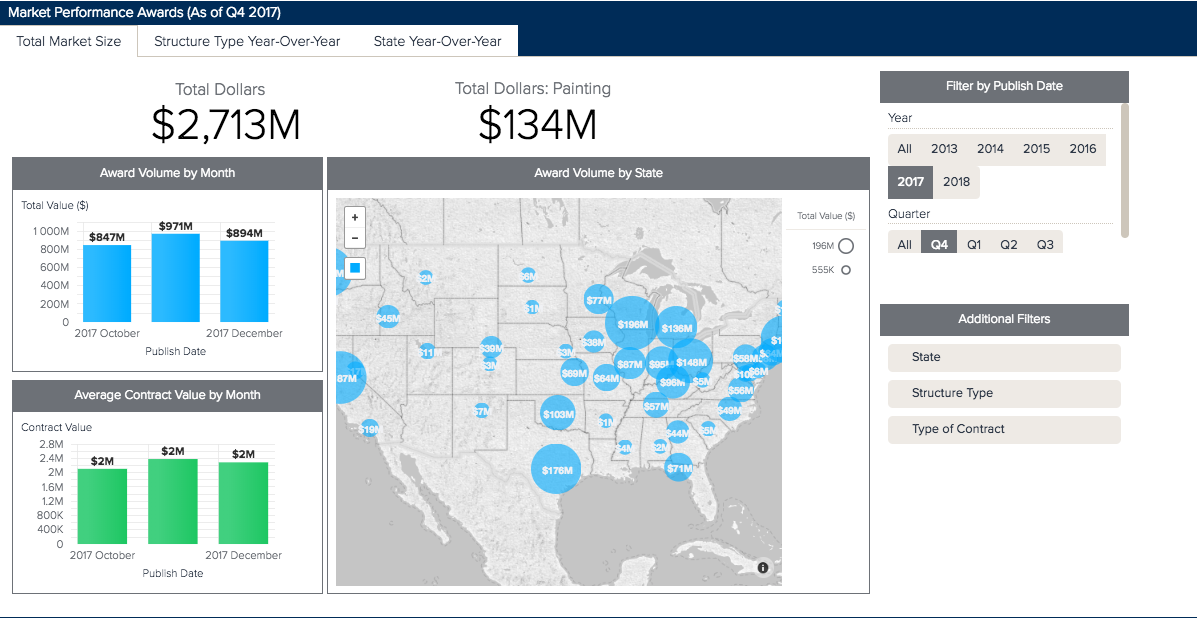 Market Performance Awards (As of Q4 2017)
Total Market Size
Structure Type Year-Over-Year
State Year-Over-Year
Total Dollars
$2,713M
Total Dollars: Painting
$134M
Award Volume by Month
Total Value ($)
1 000M
800M
600M
400M
200M
0
$847M
$971M
$894M
2017 October
2017 December
Publish Date
Average Contract Value by Month
Contract Value
2.8M
2.4M
2M
1.6M
1.2M
800K
400K
0
$2M
$2M
$2M
2017 October
2017 December
Publish Date
Award Volume by State
+
−
$2M
$6M
$77M
$45M
$1M
$196M
$136M
$11M
$39M
$3M
$3M
$38M
$87M
$95M
$148M
$69M
$64M
$96M
$5M
$56M
$6M
$56M
$7M
$103M
$1M
$57M
$49M
$19M
$4M
$2M
$44M
$5M
$176M
$71M
87M
Total Value ($)
196M
555K
Filter by Publish Date
Year
All 2013 2014 2015 2016
2017 2018
Quarter
All Q4 Q1 Q2 Q3
Additional Filters
State
Structure Type
Type of Contract